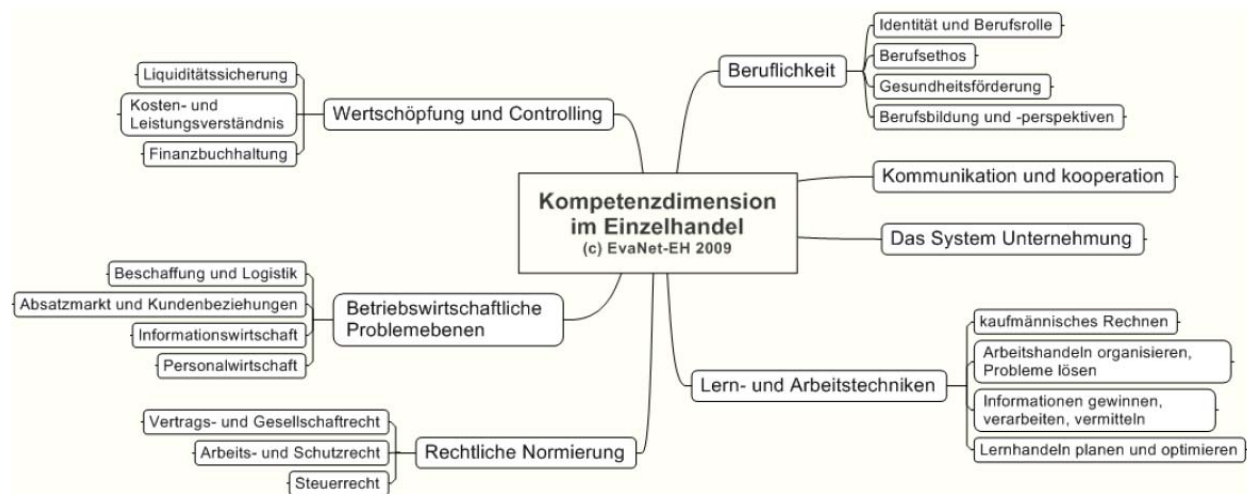 Kompetenzdimension
im Einzelhandel
(c) EvaNet-EH 2009
Beruflichkeit
Identität und Berufsrolle
Berufsethos
Gesundheitsförderung
Berufsbildung und -perspektiven
Kommunikation und kooperation
Das System Unternehmung
Lern- und Arbeitstechniken
kaufmännisches Rechnen
Arbeitshandeln organisieren,
Probleme lösen
Informationen gewinnen,
verarbeiten, vermitteln
Lernhandeln planen und optimieren
Wertschöpfung und Controlling
Liquiditätssicherung
Kosten- und
Leistungsverständnis
Finanzbuchhaltung
Betriebswirtschaftliche
Problemebenen
Beschaffung und Logistik
Absatzmarkt und Kundenbeziehungen
Informationswirtschaft
Personalwirtschaft
Rechtliche Normierung
Vertrags- und Gesellschaftrecht
Arbeits- und Schutzrecht
Steuerrecht